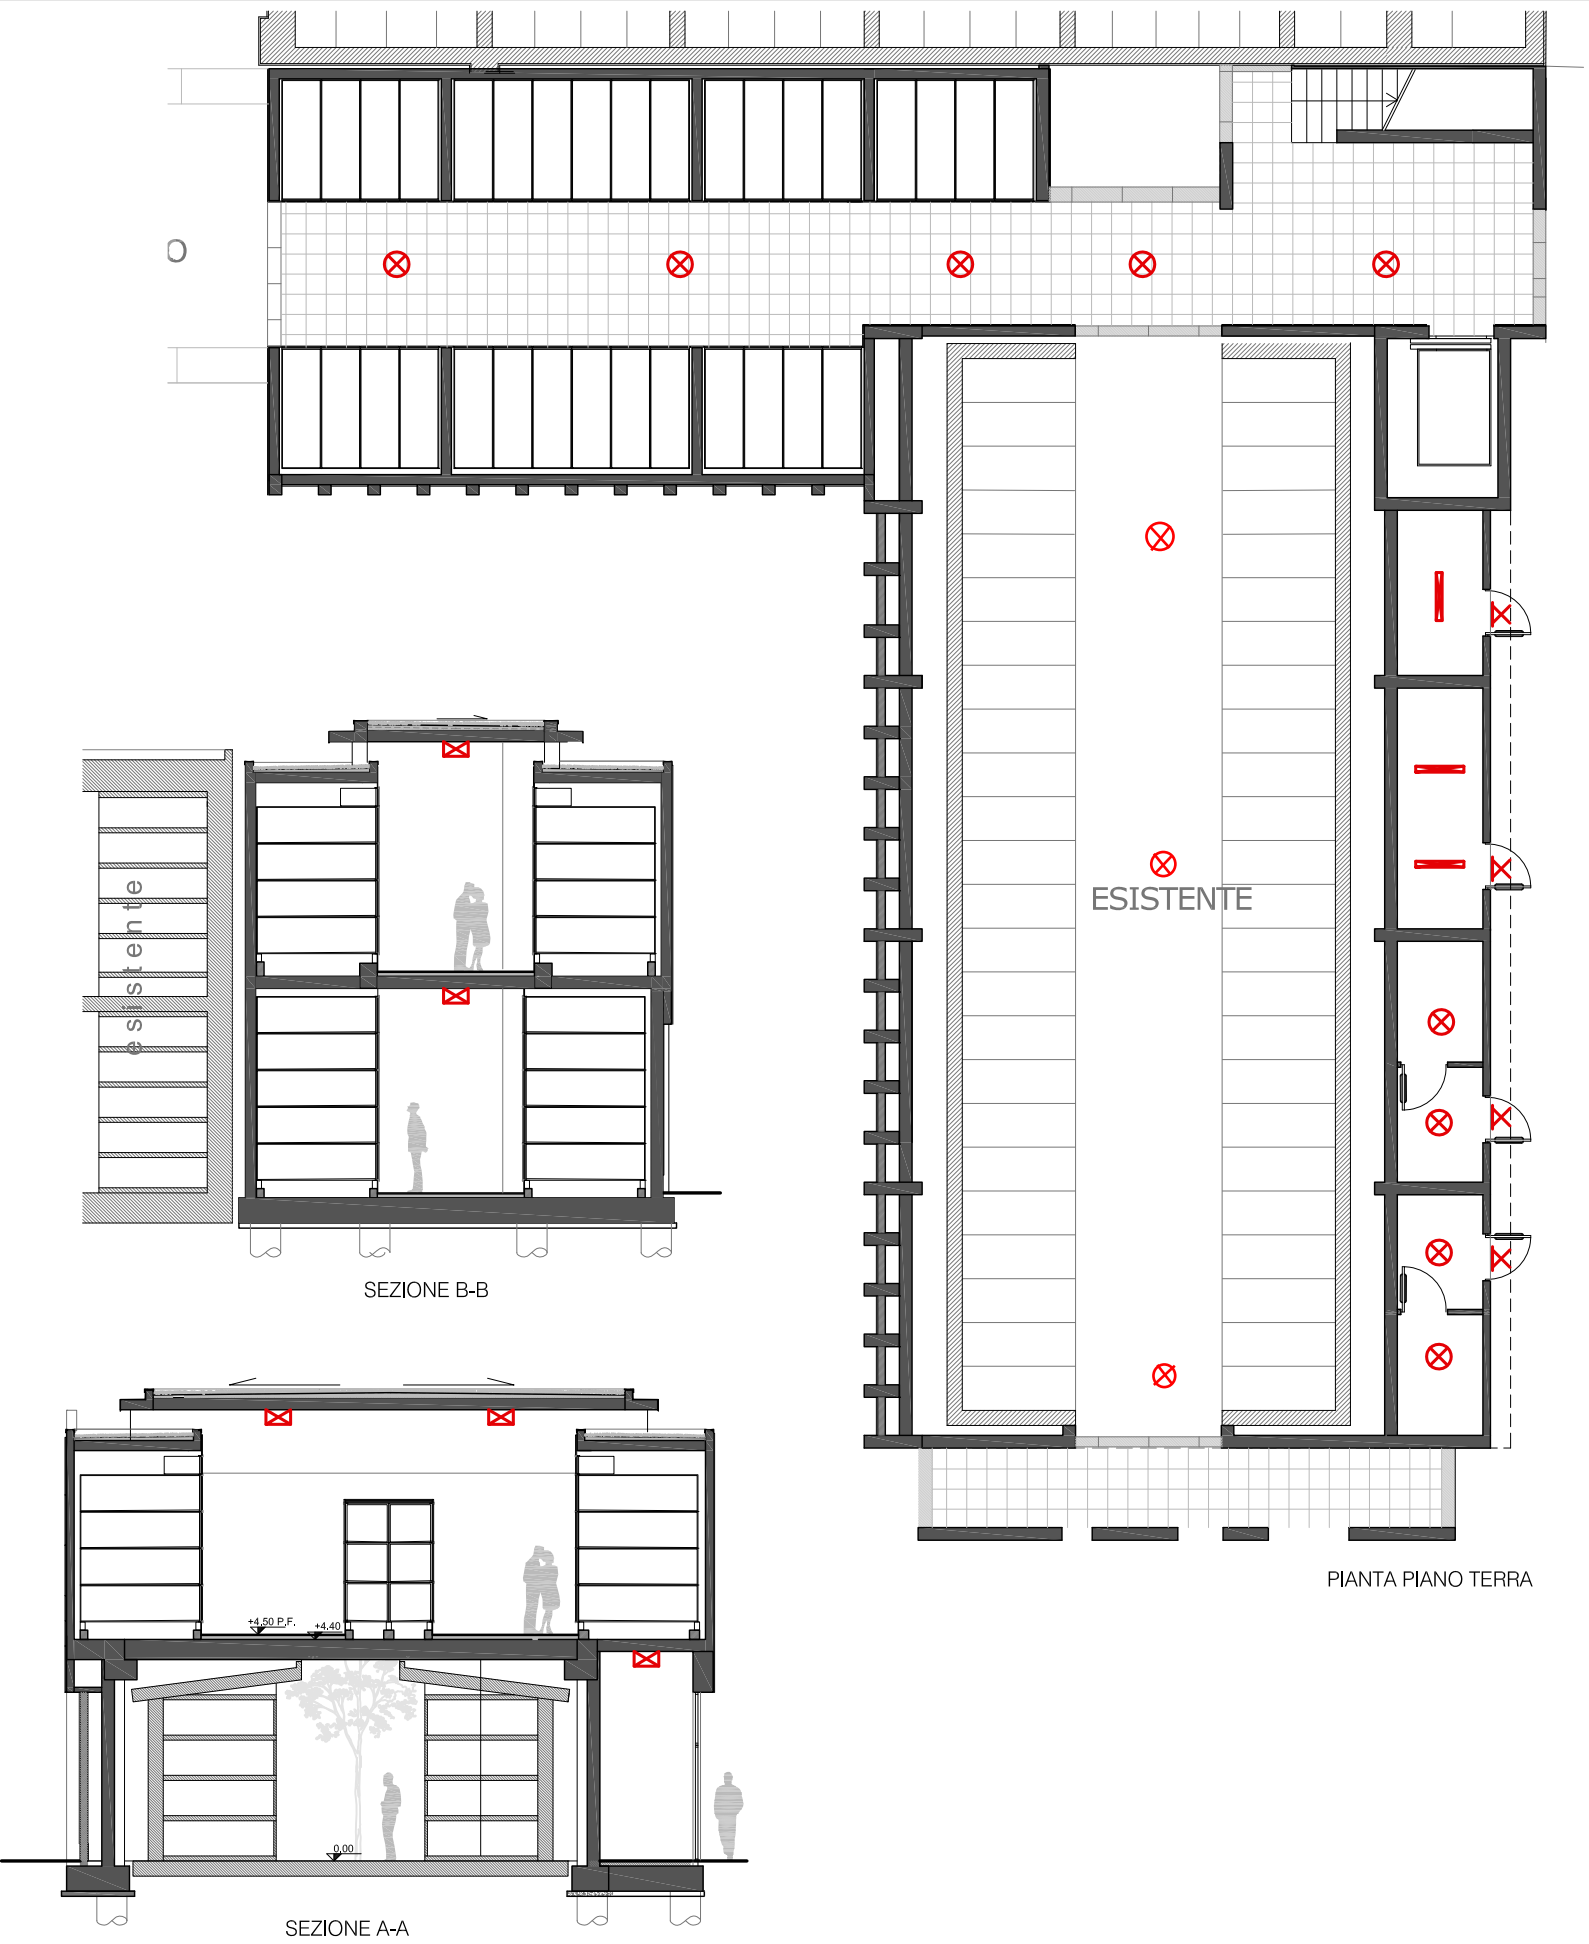 O
ESISTENTE
esistente
SEZIONE B-B
PIANTA PIANO TERRA
+4,50 P.F.
+4,40
0,00
SEZIONE A-A